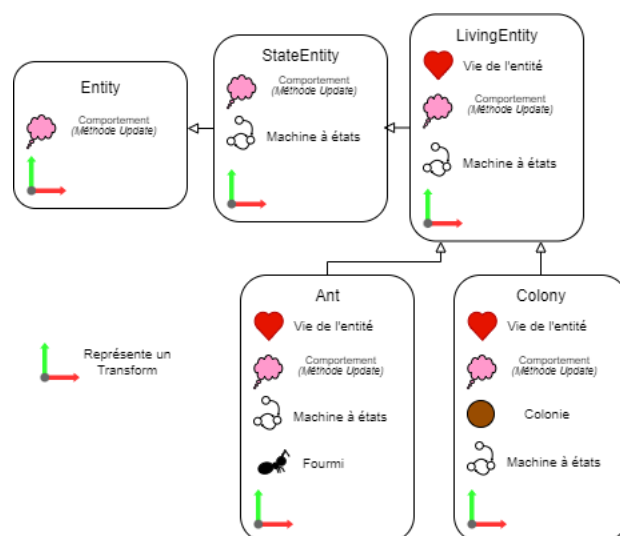 Entity
Comportement
(Méthode Update)
StateEntity
Comportement
(Méthode Update)
Machine à états
LivingEntity
Vie de l'entité
Comportement
(Méthode Update)
Machine à états
Représente un
Transform
Ant
Vie de l'entité
Comportement
(Méthode Update)
Machine à états
Fourmi
Colony
Vie de l'entité
Comportement
(Méthode Update)
Colonie
Machine à états